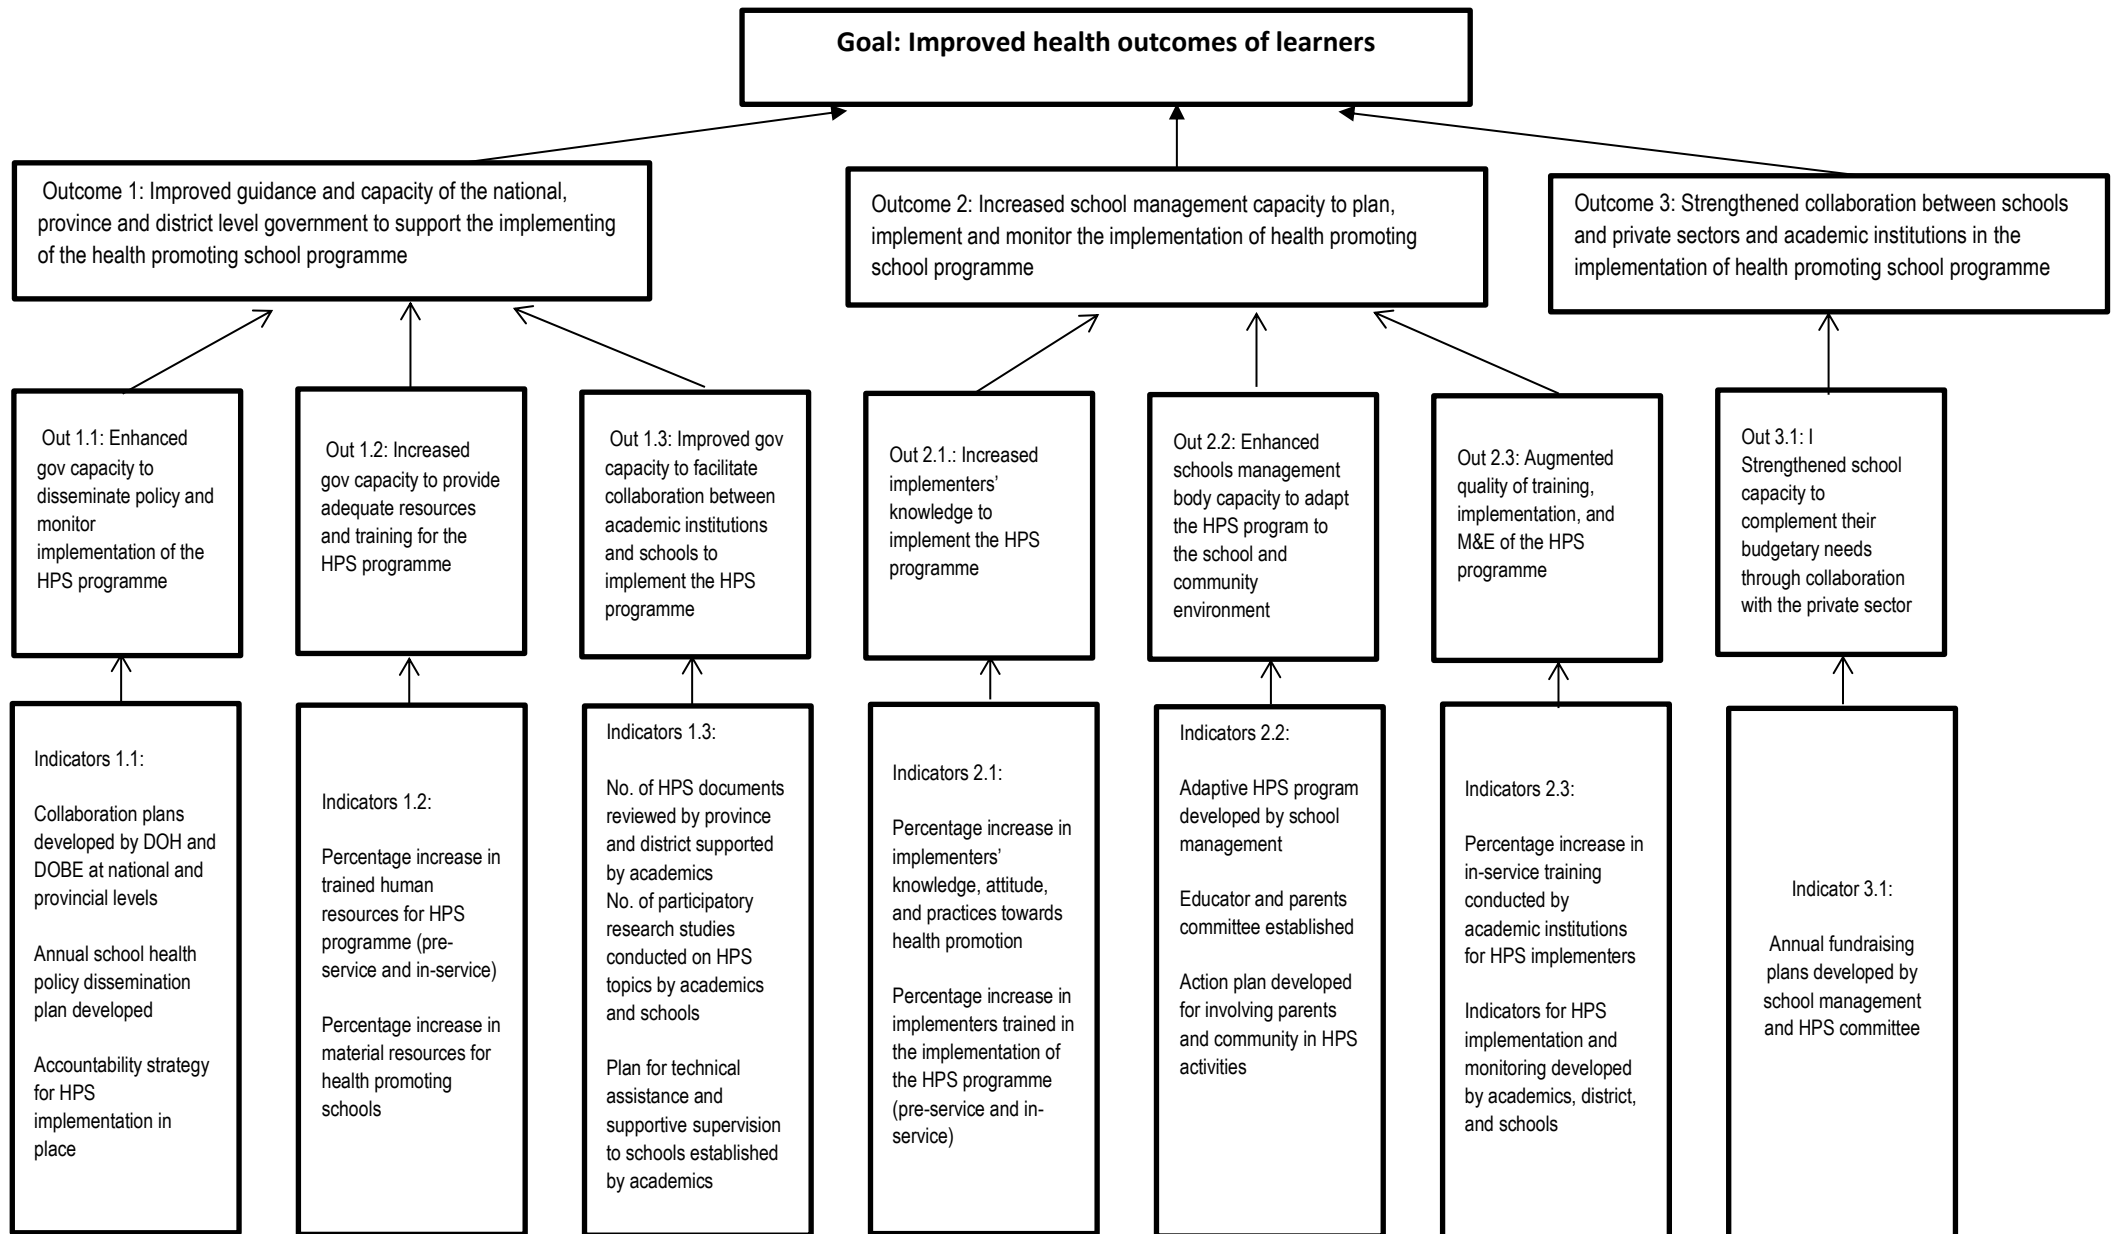 Goal: Improved health outcomes of learners
Outcome 1: Improved guidance and capacity of the national,
province and district level government to support the implementing
of the health promoting school programme
Outcome 2: Increased school management capacity to plan,
implement and monitor the implementation of health promoting
school programme
Outcome 3: Strengthened collaboration between schools
and private sectors and academic institutions in the
implementation of health promoting school programme
Out 1.1: Enhanced
gov capacity to
disseminate policy and
monitor
implementation of the
HPS programme
Out 1.2: Increased
gov capacity to provide
adequate resources
and training for the
HPS programme
Out 1.3: Improved gov
capacity to facilitate
collaboration between
academic institutions
and schools to
implement the HPS
programme
Out 2.1.: Increased
implementers’
knowledge to
implement the HPS
programme
Out 2.2: Enhanced
schools management
body capacity to adapt
the HPS program to
the school and
community
environment
Out 2.3: Augmented
quality of training,
implementation, and
M&E of the HPS
programme
Out 3.1: I
Strengthened school
capacity to
complement their
budgetary needs
through collaboration
with the private sector
Indicators 1.1:
Collaboration plans
developed by DOH and
DOBE at national and
provincial levels
Annual school health
policy dissemination
plan developed
Accountability strategy
for HPS
implementation in
place
Indicators 1.2:
Percentage increase in
trained human
resources for HPS
programme (pre-
service and in-service)
Percentage increase in
material resources for
health promoting
schools
Indicators 1.3:
No. of HPS documents
reviewed by province
and district supported
by academics
No. of participatory
research studies
conducted on HPS
topics by academics
and schools
Plan for technical
assistance and
supportive supervision
to schools established
by academics
Indicators 2.1:
Percentage increase in
implementers’
knowledge, attitude,
and practices towards
health promotion
Percentage increase in
implementers trained in
the implementation of
the HPS programme
(pre-service and in-
service)
Indicators 2.2:
Adaptive HPS program
developed by school
management
Educator and parents
committee established
Action plan developed
for involving parents
and community in HPS
activities
Indicators 2.3:
Percentage increase in
in-service training
conducted by
academic institutions
for HPS implementers
Indicators for HPS
implementation and
monitoring developed
by academics, district,
and schools
Indicator 3.1:
Annual fundraising
plans developed by
school management
and HPS committee